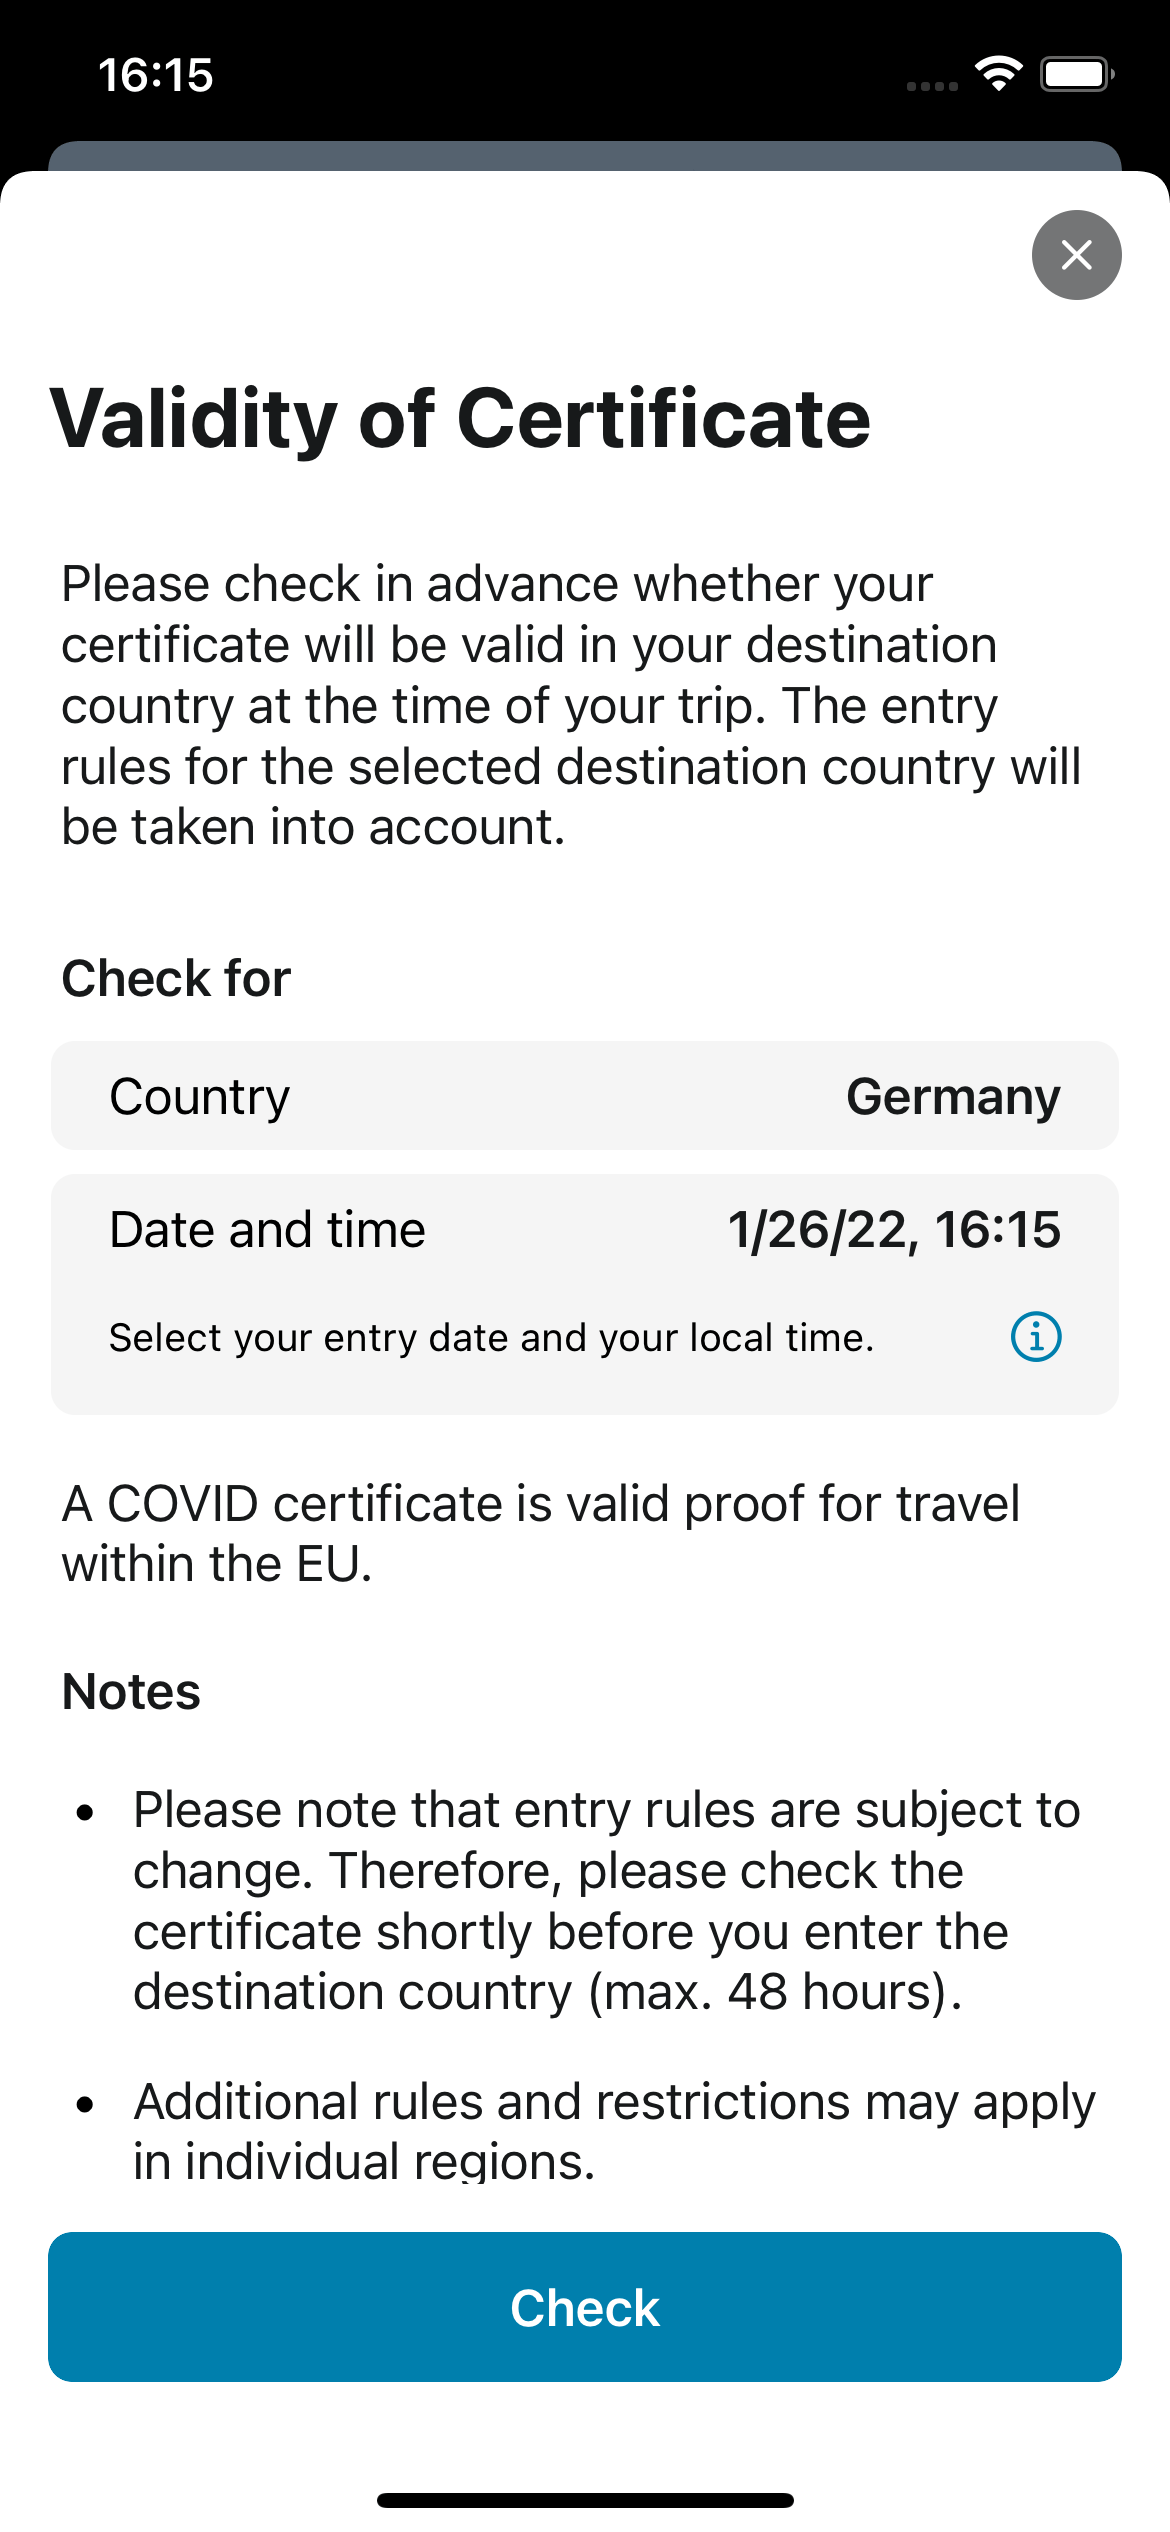 16:15
Validity of Certificate
Please check in advance whether your
certificate will be valid in your destination
country at the time of your trip. The entry
rules for the selected destination country will
be taken into account.
Check for
Country Germany
Date and time 1/26/22, 16:15
Select your entry date and your local time.
A COVID certificate is valid proof for travel
within the EU.
Notes
• Please note that entry rules are subject to
change. Therefore, please check the
certificate shortly before you enter the
destination country (max. 48 hours).
• Additional rules and restrictions may apply
in individual regions.
Check